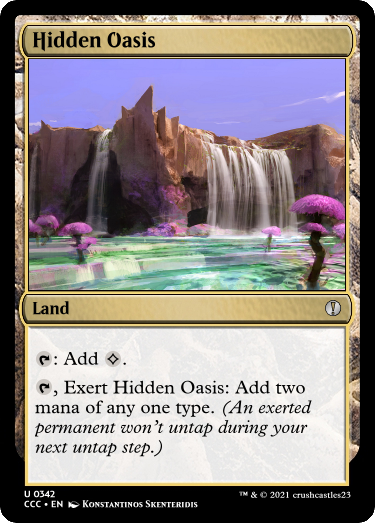 Hidden Oasis
Land
: Add .
, Exert Hidden Oasis: Add two
mana of any one type. (An exerted
permanent won't untap during your
next untap step.)
U 0342
CCC • EN Konstantinos Skenteridis
™ & © 2021 crushcastles23